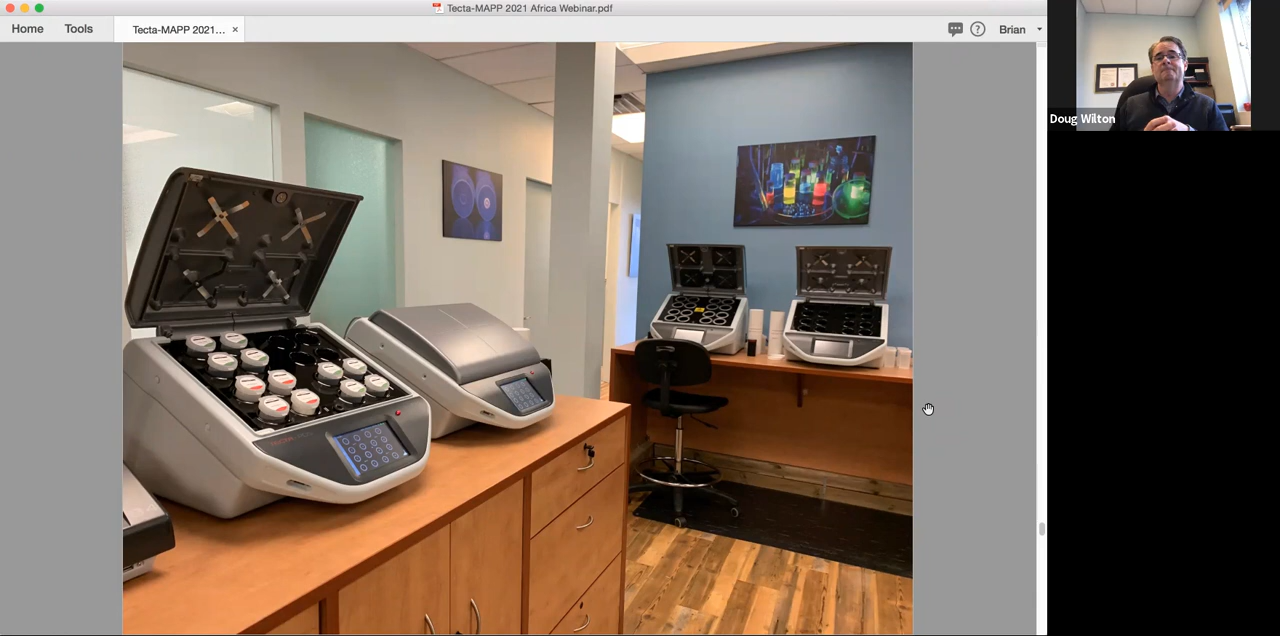 Tecta-MAPP 2021 Africa Webinar.pdf
Home
Tools
Tecta-MAPP 2021... ×
?
Brian
Doug Wilton